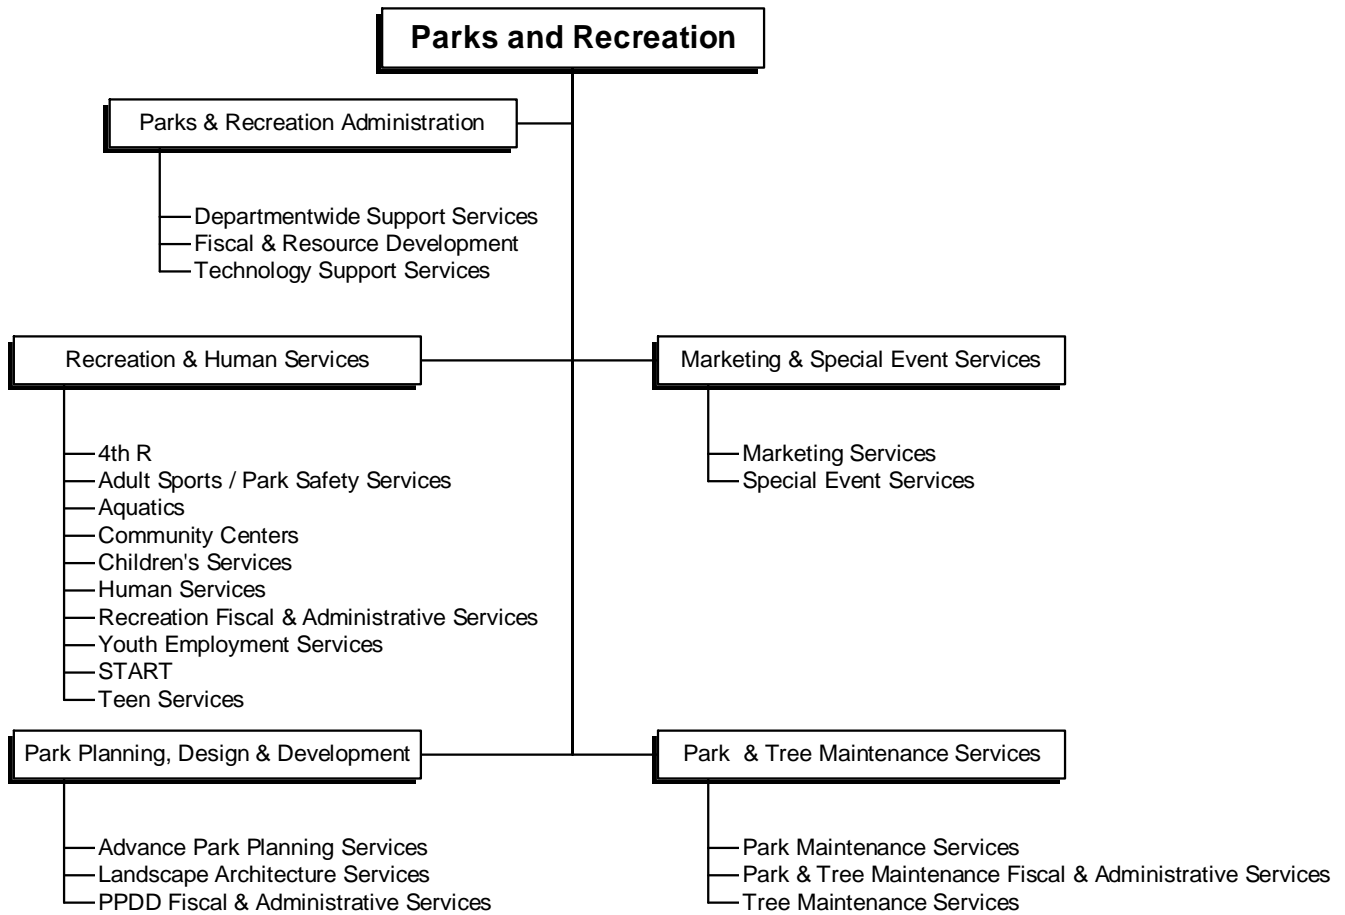 Parks and Recreation
Parks & Recreation Administration
Departmentwide Support Services
Fiscal & Resource Development
Technology Support Services
Recreation & Human Services
4th R
Adult Sports / Park Safety Services
Aquatics
Community Centers
Children's Services
Human Services
Recreation Fiscal & Administrative Services
Youth Employment Services
START
Teen Services
Marketing & Special Event Services
Marketing Services
Special Event Services
Park Planning, Design & Development
Advance Park Planning Services
Landscape Architecture Services
PPDD Fiscal & Administrative Services
Park & Tree Maintenance Services
Park Maintenance Services
Park & Tree Maintenance Fiscal & Administrative Services
Tree Maintenance Services